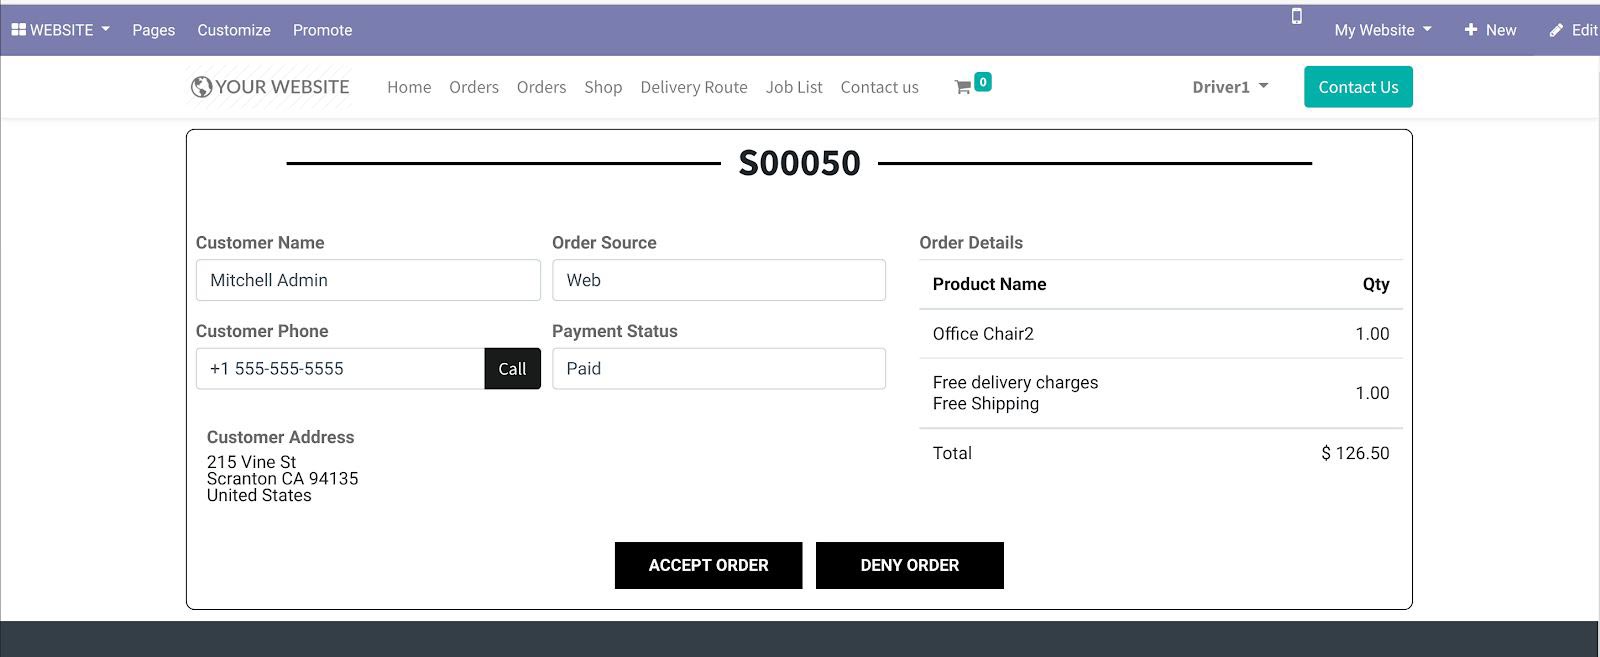 WEBSITE Pages Customize Promote My Website New Edit
YOUR WEBSITE Home Orders Orders Shop Delivery Route Job List Contact us 0 Driver1 Contact Us
S00050
Customer Name
Mitchell Admin
Order Source
Web
Customer Phone
+1 555-555-5555 Call
Payment Status
Paid
Customer Address
215 Vine St
Scranton CA 94135
United States
Order Details
Product Name Qty
Office Chair2 1.00
Free delivery charges
Free Shipping 1.00
Total $ 126.50
ACCEPT ORDER DENY ORDER